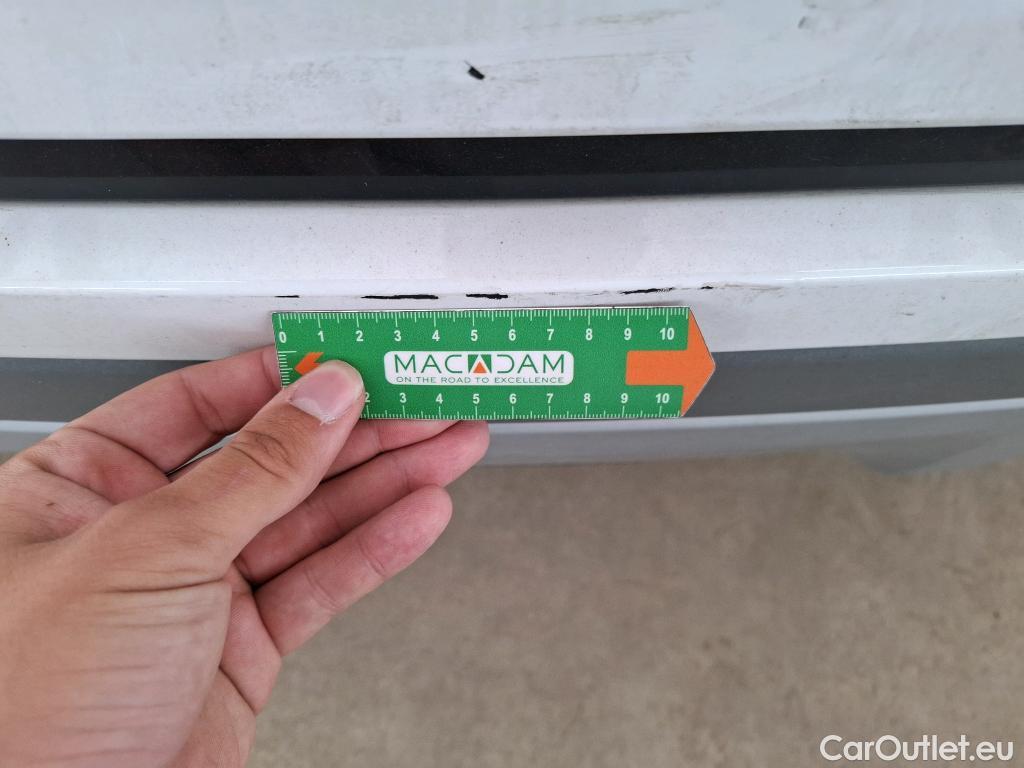 0 1 2 3 4 5 6 7 8 9 10
MACADAM
ON THE ROAD TO EXCELLENCE
2 3 4 5 6 7 8 9 10
CarOutlet.eu